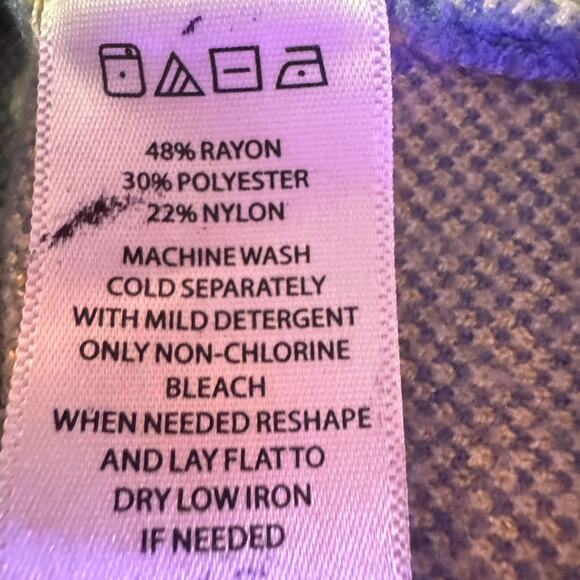 48% RAYON
30% POLYESTER
22% NYLON
MACHINE WASH
COLD SEPARATELY
WITH MILD DETERGENT
ONLY NON-CHLORINE
BLEACH
WHEN NEEDED RESHAPE
AND LAY FLAT TO
DRY LOW IRON
IF NEEDED